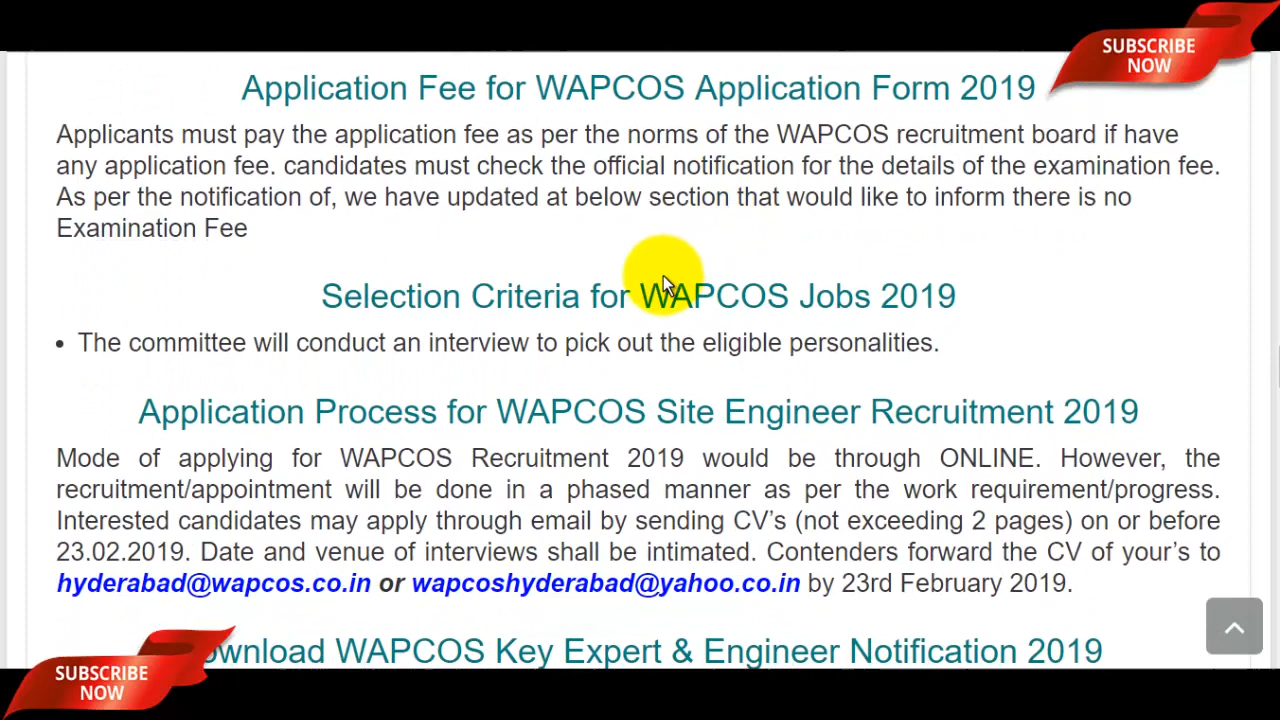 SUBSCRIBE
NOW
Application Fee for WAPCOS Application Form 2019
Applicants must pay the application fee as per the norms of the WAPCOS recruitment board if have
any application fee. candidates must check the official notification for the details of the examination fee.
As per the notification of, we have updated at below section that would like to inform there is no
Examination Fee
Selection Criteria for WAPCOS Jobs 2019
• The committee will conduct an interview to pick out the eligible personalities.
Application Process for WAPCOS Site Engineer Recruitment 2019
Mode of applying for WAPCOS Recruitment 2019 would be through ONLINE. However, the
recruitment/appointment will be done in a phased manner as per the work requirement/progress.
Interested candidates may apply through email by sending CV's (not exceeding 2 pages) on or before
23.02.2019. Date and venue of interviews shall be intimated. Contenders forward the CV of your's to
hyderabad@wapcos.co.in or wapcoshyderabad@yahoo.co.in by 23rd February 2019.
ownload WAPCOS Key Expert & Engineer Notification 2019
SUBSCRIBE
NOW